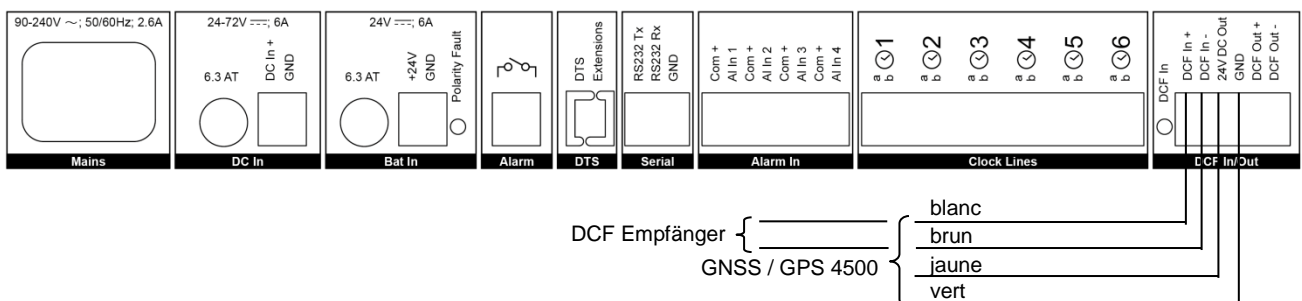 90-240V ~; 50/60Hz; 2.6A
24-72V ⎓; 6A
6.3 AT
DC In +
GND
24V ⎓; 6A
6.3 AT
+24V
GND
Polarity Fault
DTS
Extensions
RS232 Tx
RS232 Rx
GND
Com +
Al In 1
Com +
Al In 2
Com +
Al In 3
Com +
Al In 4
a b 1
a b 2
a b 3
a b 4
a b 5
a b 6
DCF In
DCF In +
DCF In -
24V DC Out
GND
DCF Out +
DCF Out -
Mains
DC In
Bat In
Alarm
DTS
Serial
Alarm In
Clock Lines
DCF In/Out
DCF Empfänger
GNSS / GPS 4500
blanc
brun
jaune
vert